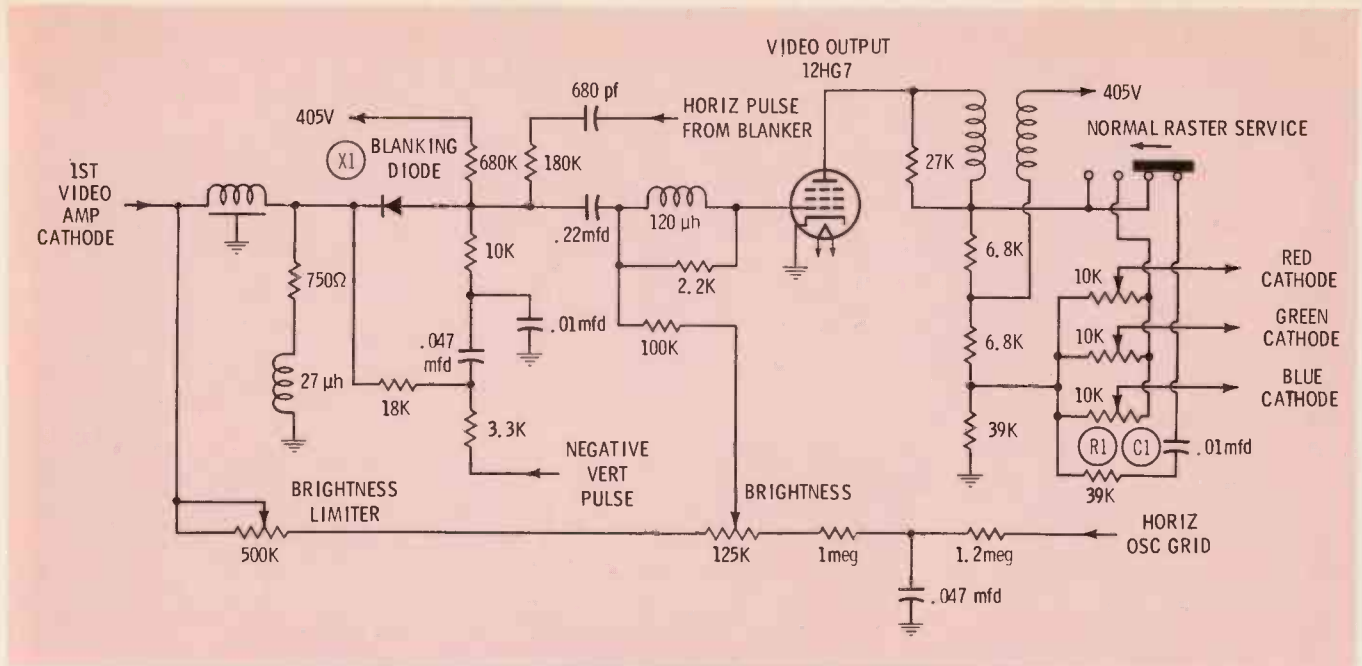 VIDEO OUTPUT
12HG7
680 pf
HORIZ PULSE
FROM BLANKER
405V
405V
NORMAL RASTER SERVICE
X1
BLANKING
DIODE
680K
180K
27K
1ST
VIDEO
AMP
CATHODE
.22mfd
120 μh
10K
6.8K
750Ω
2.2K
10K
RED
CATHODE
.01mfd
100K
.047
mfd
6.8K
10K
GREEN
CATHODE
27 μh
18K
10K
BLUE
CATHODE
3.3K
39K
R1
C1
.01mfd
NEGATIVE
VERT
PULSE
39K
BRIGHTNESS
LIMITER
BRIGHTNESS
500K
125K
1meg
1.2meg
HORIZ
OSC GRID
.047 mfd